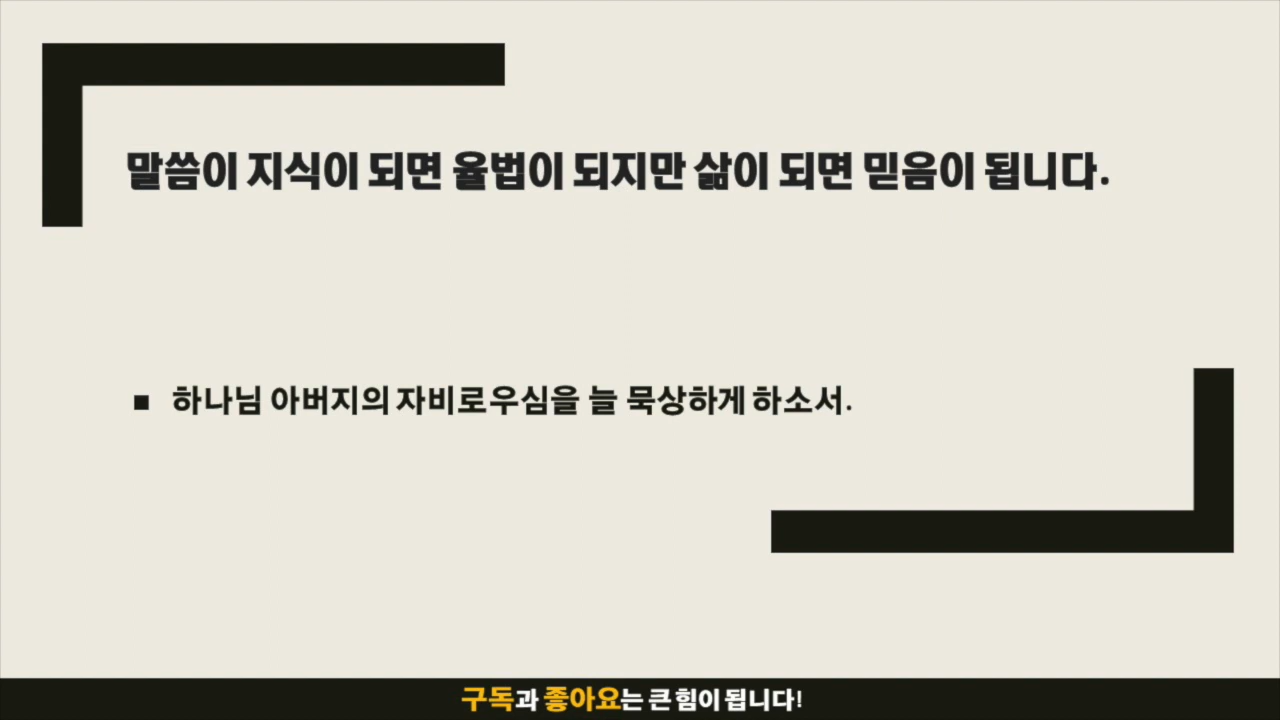 말씀이 지식이 되면 율법이 되지만 삶이 되면 믿음이 됩니다.
■ 하나님 아버지의 자비로우심을 늘 묵상하게 하소서.
구독과 좋아요는 큰 힘이 됩니다!